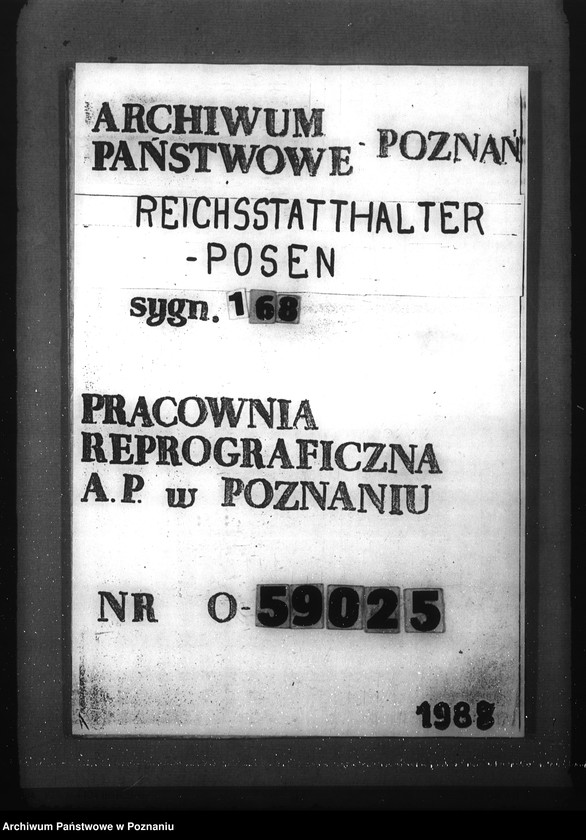 ARCHIWUM
PAŃSTWOWE - POZNAŃ
REICHSSTATTHALTER
-POSEN
sygn. 168
PRACOWNIA
REPROGRAFICZNA
A.P. w POZNANIU
NR O-59025
1988
Archiwum Państwowe w Poznaniu